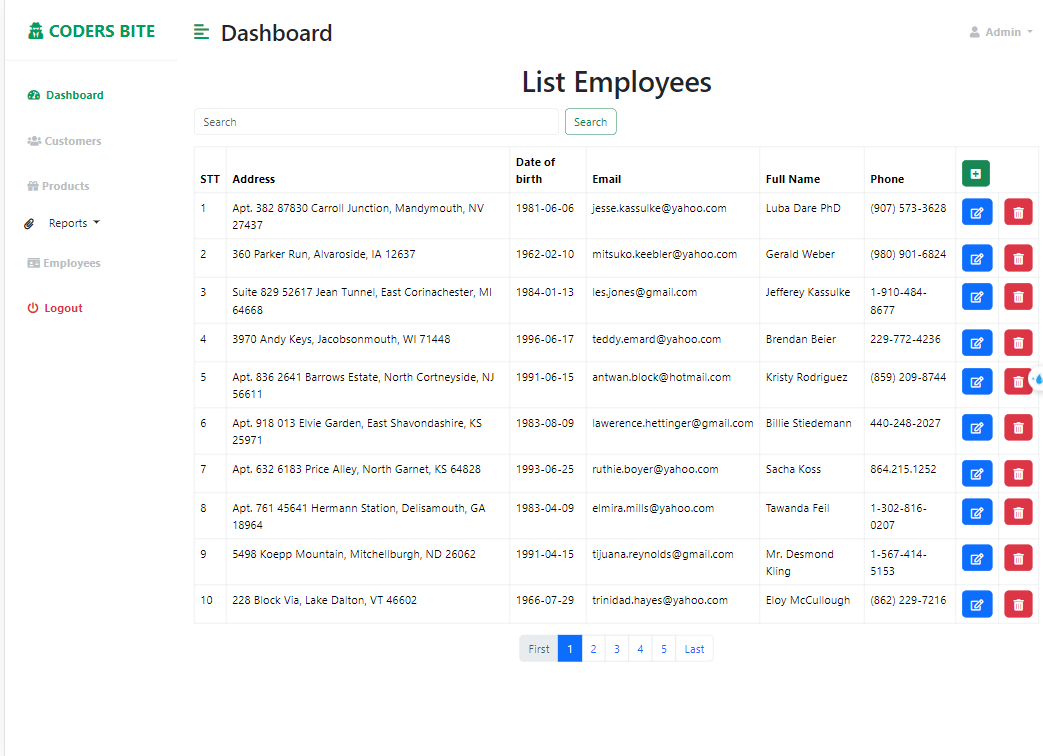 CODERS BITE
Dashboard
Admin
Dashboard
Customers
Products
Reports
Employees
Logout
List Employees
Search Search
STT Address Date of birth Email Full Name Phone
1 Apt. 382 87830 Carroll Junction, Mandymouth, NV 27437 1981-06-06 jesse.kassulke@yahoo.com Luba Dare PhD (907) 573-3628
2 360 Parker Run, Alvaroside, IA 12637 1962-02-10 mitsuko.keebler@yahoo.com Gerald Weber (980) 901-6824
3 Suite 829 52617 Jean Tunnel, East Corinachester, MI 64668 1984-01-13 les.jones@gmail.com Jefferey Kassulke 1-910-484-8677
4 3970 Andy Keys, Jacobsonmouth, WI 71448 1996-06-17 teddy.emard@yahoo.com Brendan Beier 229-772-4236
5 Apt. 836 2641 Barrows Estate, North Cortneyside, NJ 56611 1991-06-15 antwan.block@hotmail.com Kristy Rodriguez (859) 209-8744
6 Apt. 918 013 Elvie Garden, East Shavondashire, KS 25971 1983-08-09 lawerence.hettinger@gmail.com Billie Stiedemann 440-248-2027
7 Apt. 632 6183 Price Alley, North Garnet, KS 64828 1993-06-25 ruthie.boyer@yahoo.com Sacha Koss 864.215.1252
8 Apt. 761 45641 Hermann Station, Delisamouth, GA 18964 1983-04-09 elmira.mills@yahoo.com Tawanda Feil 1-302-816-0207
9 5498 Koepp Mountain, Mitchellburgh, ND 26062 1991-04-15 tijuana.reynolds@gmail.com Mr. Desmond Kling 1-567-414-5153
10 228 Block Via, Lake Dalton, VT 46602 1966-07-29 trinidad.hayes@yahoo.com Eloy McCullough (862) 229-7216
First 1 2 3 4 5 Last